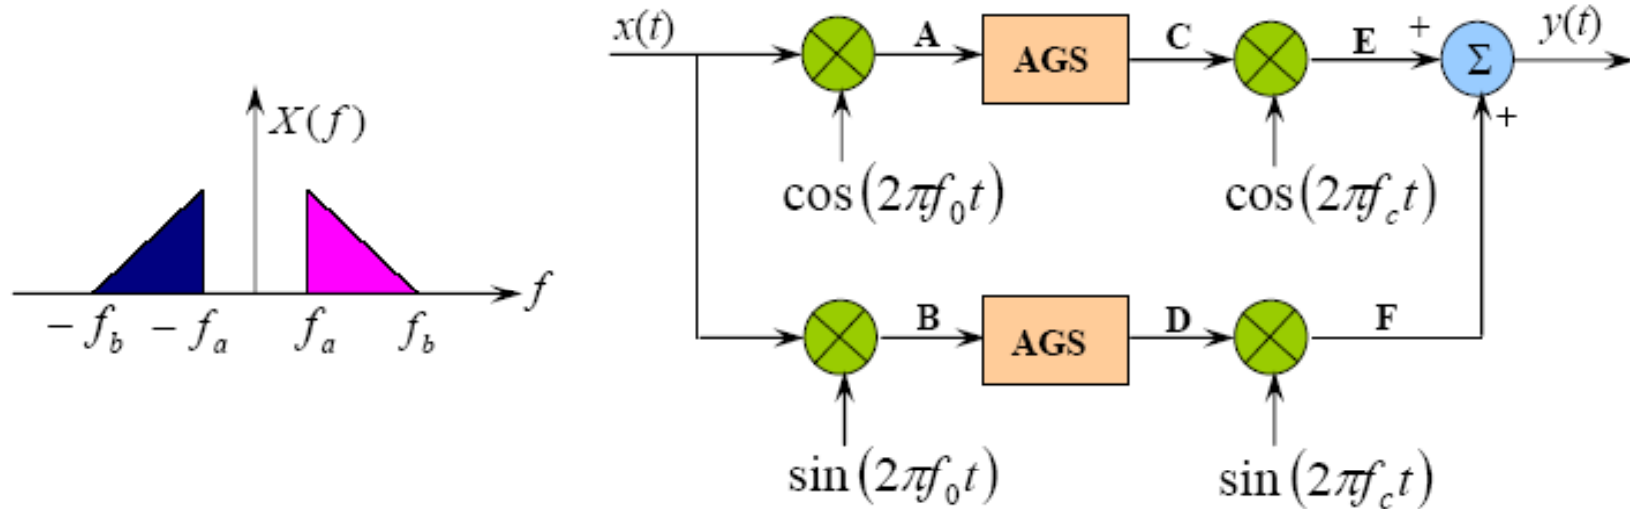 X(f)
f
− f_b − f_a f_a f_b
x(t) A AGS C E + Σ y(t)
+
cos(2πf_0t) cos(2πf_ct)
B AGS D F
sin(2πf_0t) sin(2πf_ct)